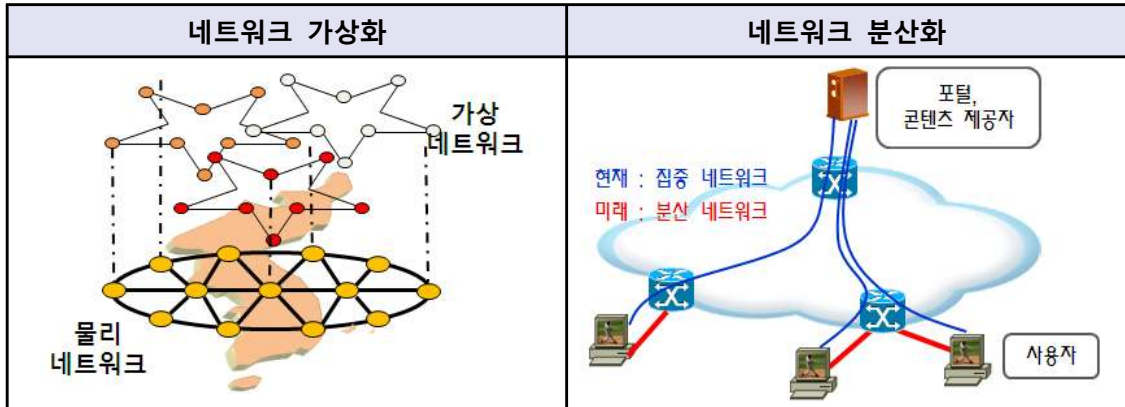 네트워크 가상화
네트워크 분산화
가상
네트워크
물리
네트워크
포털,
콘텐츠 제공자
현재 : 집중 네트워크
미래 : 분산 네트워크
사용자